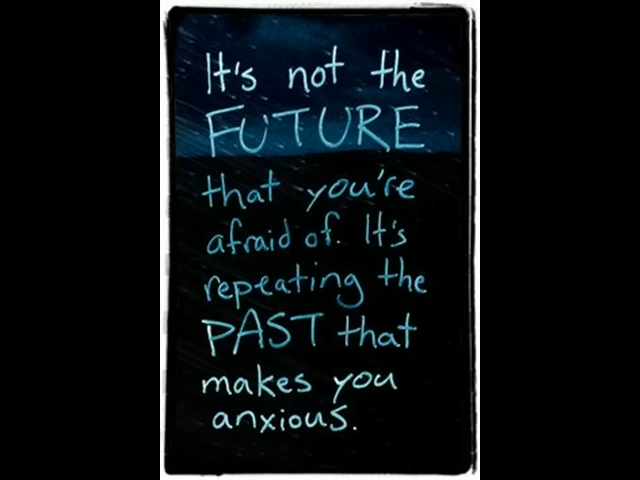 It's not the
FUTURE
that you're
afraid of. It's
repeating the
PAST that
makes you
anxious.